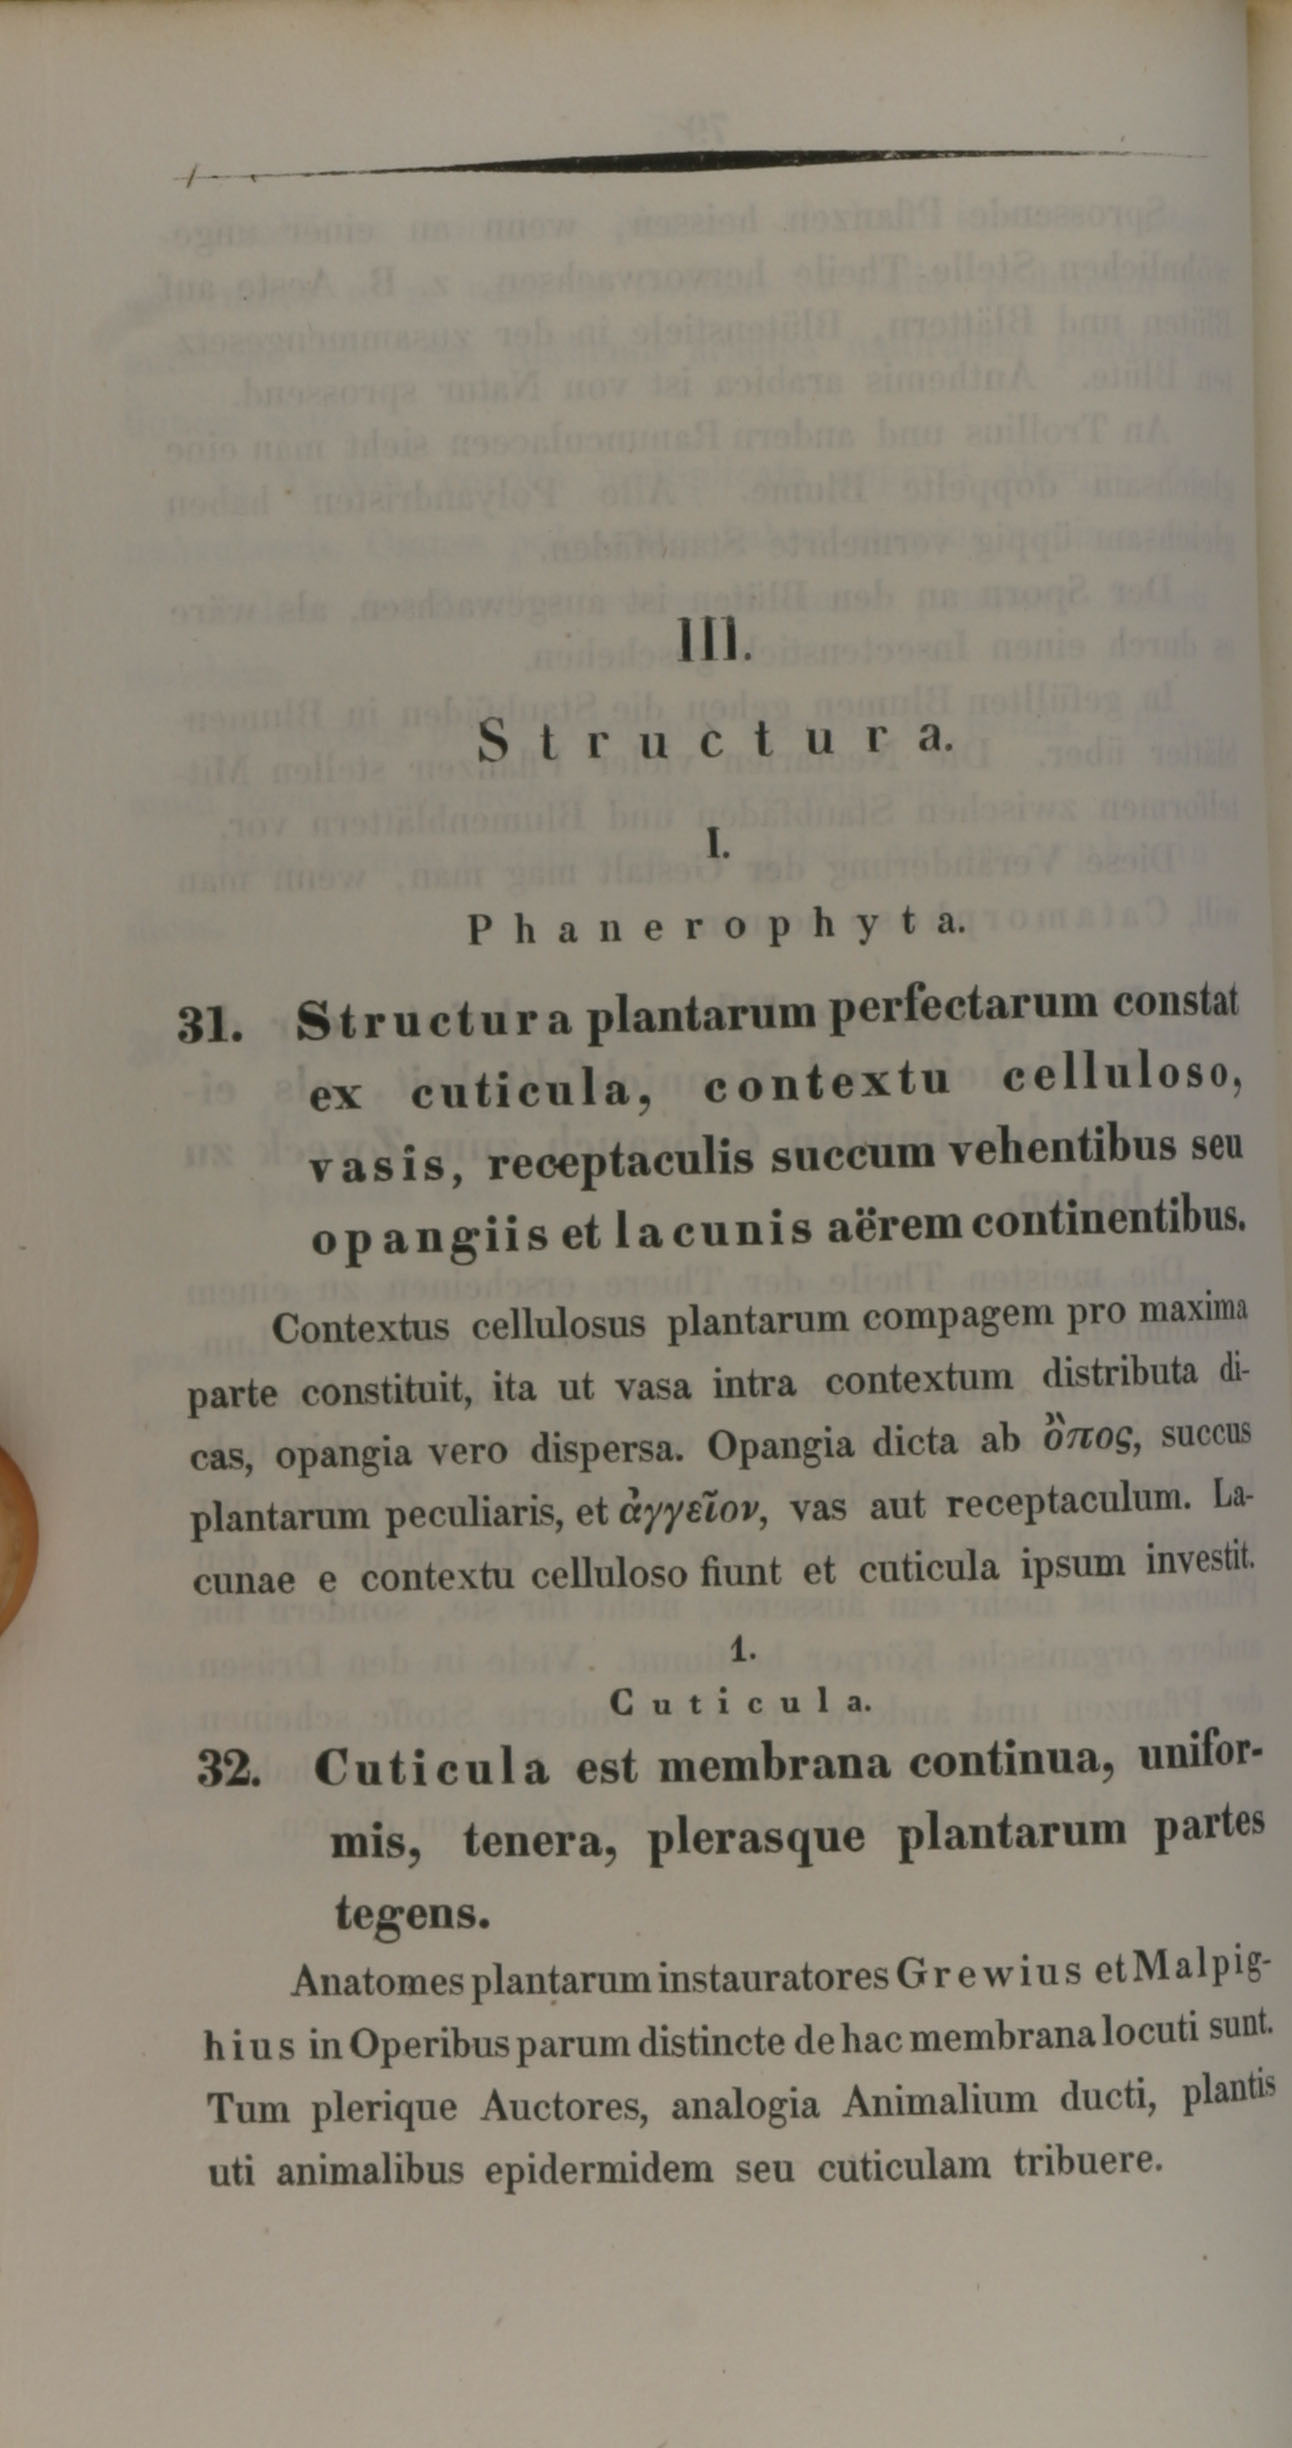 III.
Structura.
I.
Phanerophyta.
31. Structura plantarum perfectarum constat
ex cuticula, contextu celluloso,
vasis, receptaculis succum vehentibus seu
opangiis et lacunis aërem continentibus.
Contextus cellulosus plantarum compagem pro maxima
parte constituit, ita ut vasa intra contextum distributa di-
cas, opangia vero dispersa. Opangia dicta ab ὂπος, succus
plantarum peculiaris, et ἀγγεῖον, vas aut receptaculum. La-
cunae e contextu celluloso fiunt et cuticula ipsum investit.
1.
Cuticula.
32. Cuticula est membrana continua, unifor-
mis, tenera, plerasque plantarum partes
tegens.
Anatomes plantarum instauratores Grewius et Malpig-
hius in Operibus parum distincte de hac membrana locuti sunt.
Tum plerique Auctores, analogia Animalium ducti, plantis
uti animalibus epidermidem seu cuticulam tribuere.